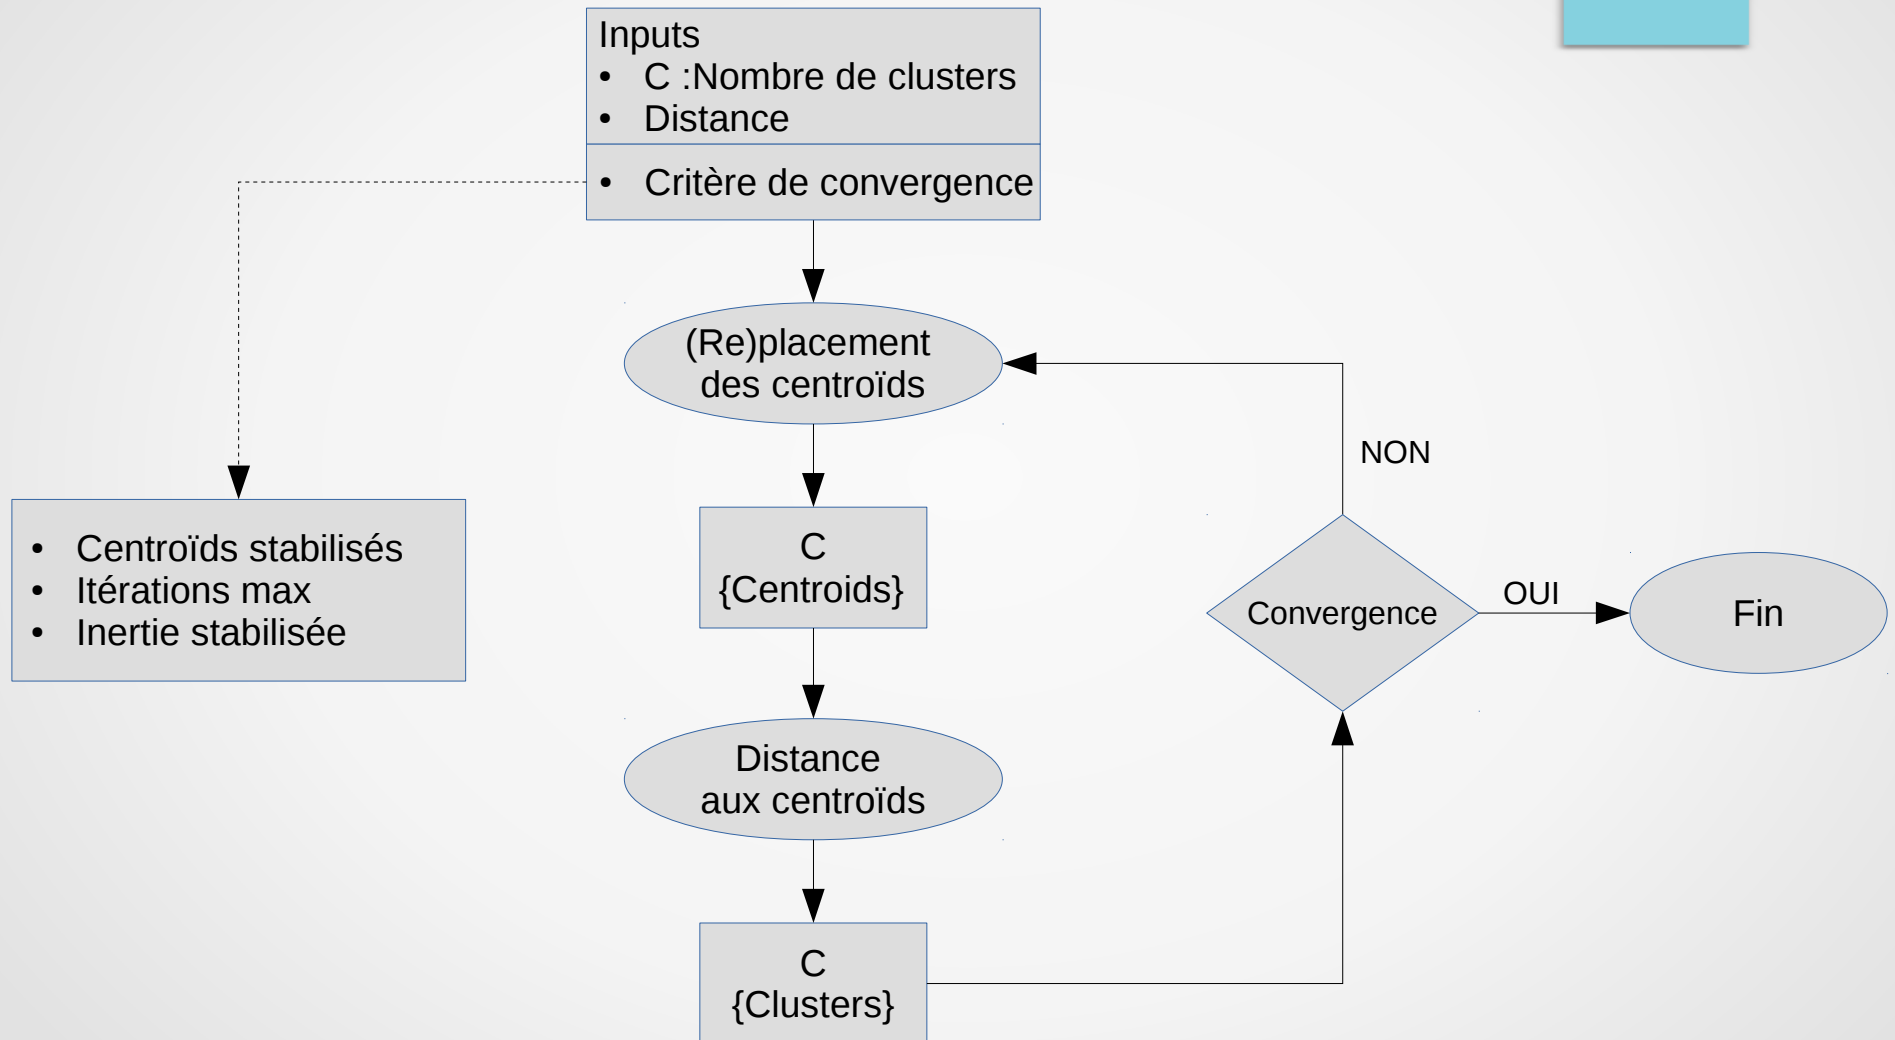 Inputs
• C :Nombre de clusters
• Distance
• Critère de convergence
(Re)placement
des centroïds
NON
• Centroïds stabilisés
• Itérations max
• Inertie stabilisée
C
{Centroids}
Convergence
OUI
Fin
Distance
aux centroïds
C
{Clusters}